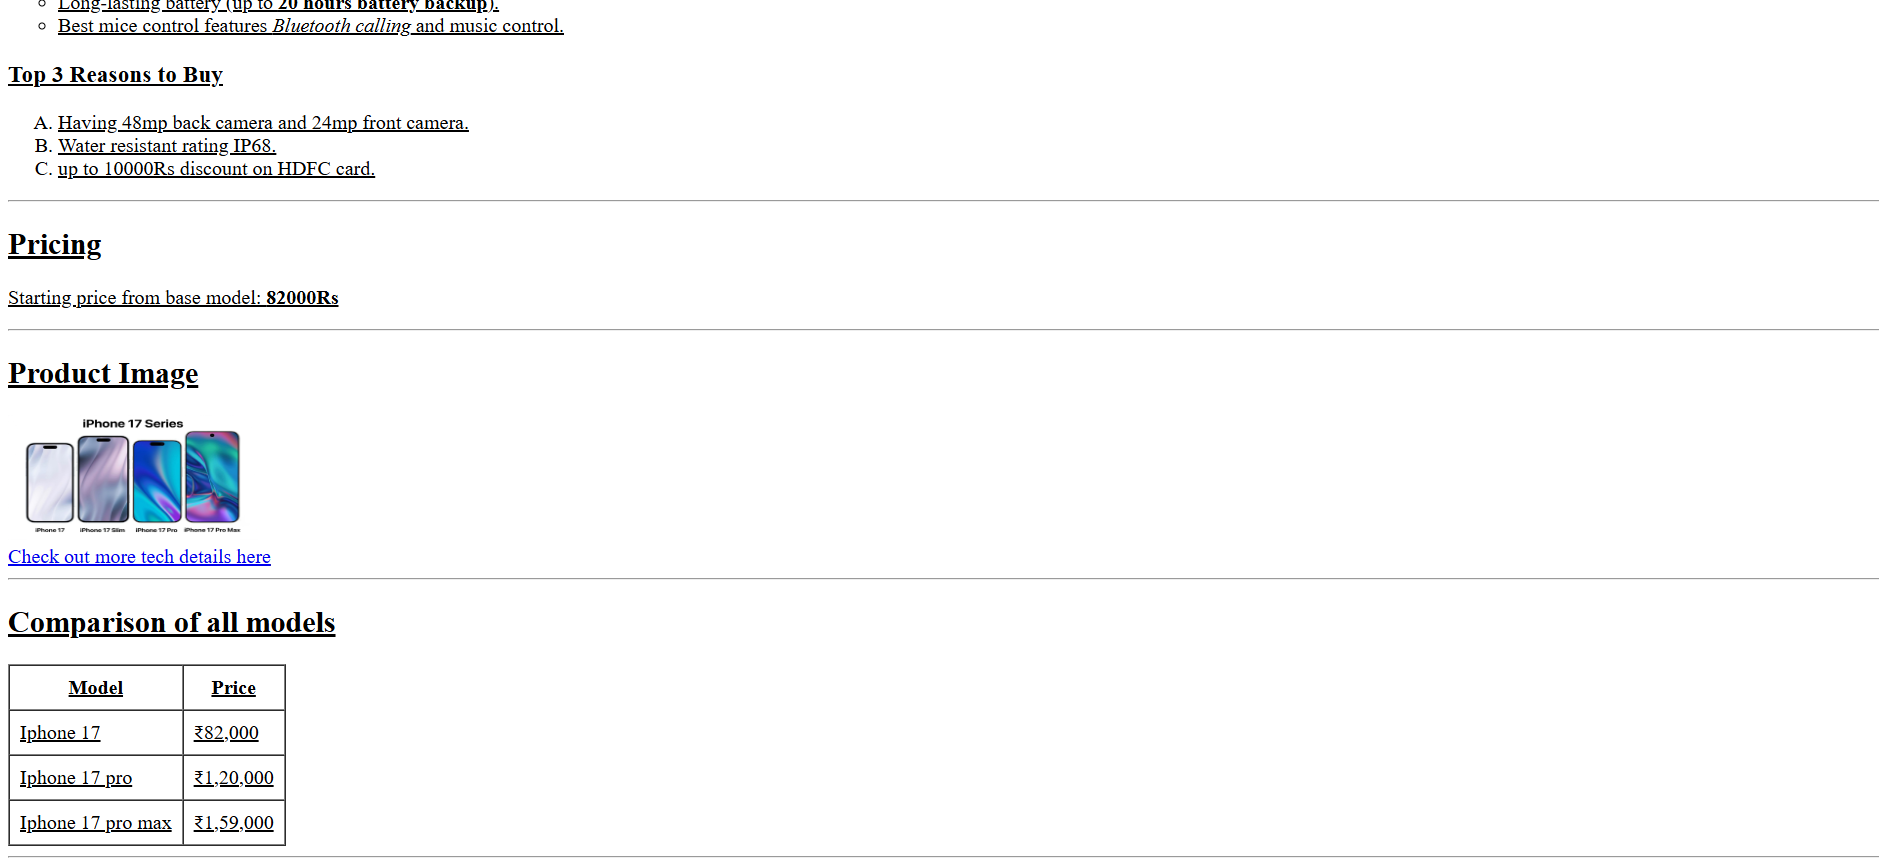 Long-lasting battery (up to 20 hours battery backup).
Best mice control features Bluetooth calling and music control.
Top 3 Reasons to Buy
A. Having 48mp back camera and 24mp front camera.
B. Water resistant rating IP68.
C. up to 10000Rs discount on HDFC card.
Pricing
Starting price from base model: 82000Rs
Product Image
iPhone 17 Series
iPhone 17 iPhone 17 Slim iPhone 17 Pro iPhone 17 Pro Max
Check out more tech details here
Comparison of all models
Model Price
Iphone 17 ₹82,000
Iphone 17 pro ₹1,20,000
Iphone 17 pro max ₹1,59,000